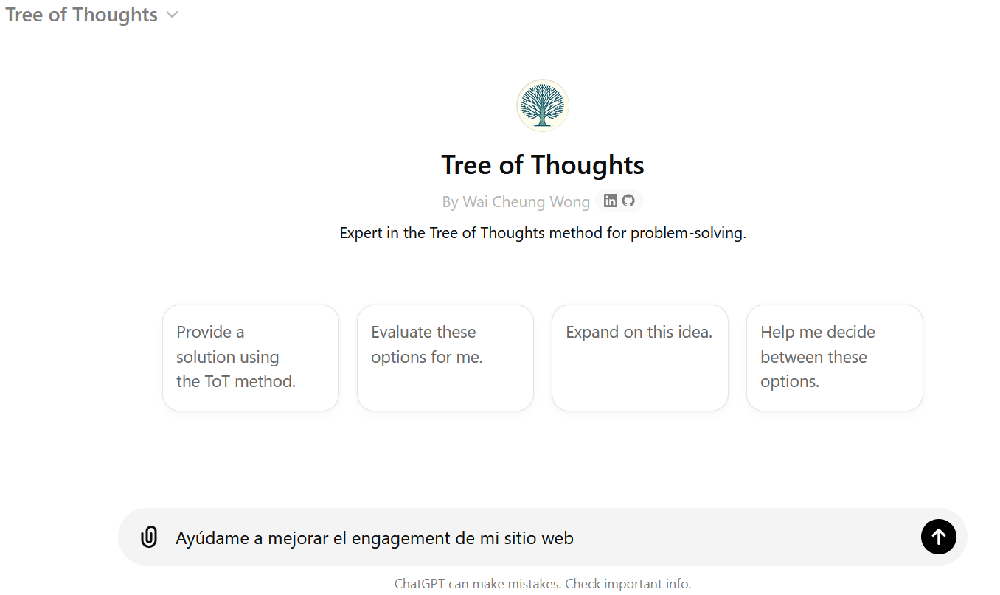 Tree of Thoughts
Tree of Thoughts
By Wai Cheung Wong
Expert in the Tree of Thoughts method for problem-solving.
Provide a
solution using
the ToT method.
Evaluate these
options for me.
Expand on this idea.
Help me decide
between these
options.
Ayúdame a mejorar el engagement de mi sitio web
ChatGPT can make mistakes. Check important info.